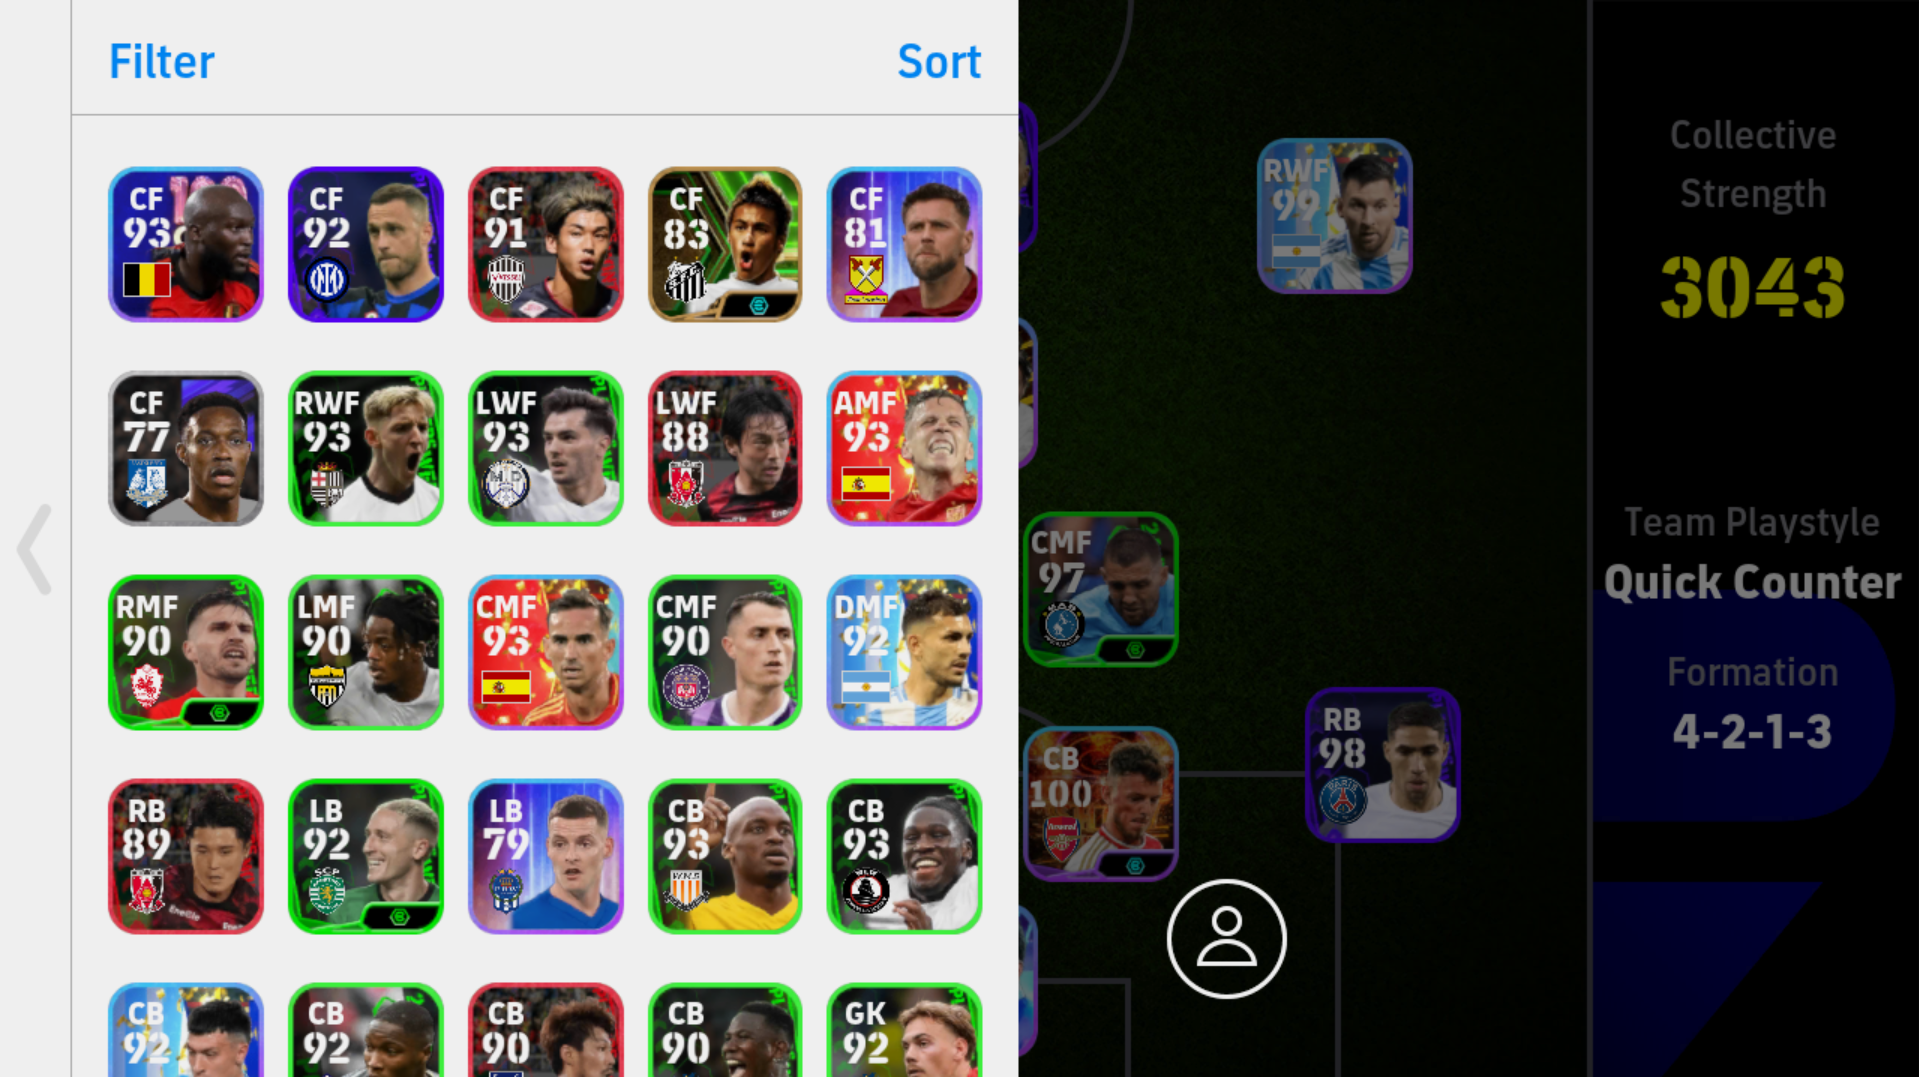 Filter
Sort
CF
93
CF
92
CF
91
CF
83
CF
81
CF
77
RWF
93
LWF
93
LWF
88
AMF
93
RMF
90
LMF
90
CMF
93
CMF
90
DMF
92
RB
89
LB
92
LB
79
CB
93
CB
93
CB
92
CB
92
CB
90
CB
90
GK
92
RWF
99
CMF
97
CB
100
Arsenal
RB
98
PARIS
Collective
Strength
3043
Team Playstyle
Quick Counter
Formation
4-2-1-3